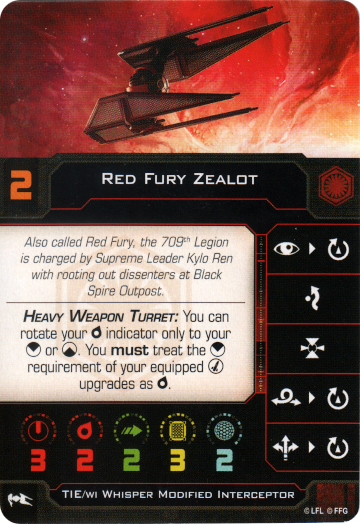 2 RED FURY ZEALOT
Also called Red Fury, the 709th Legion
is charged by Supreme Leader Kylo Ren
with rooting out dissenters at Black
Spire Outpost.
HEAVY WEAPON TURRET: You can
rotate your indicator only to your
or . You must treat the
requirement of your equipped
upgrades as .
3 2 2 3 2
TIE/WI WHISPER MODIFIED INTERCEPTOR
©LFL ©FFG